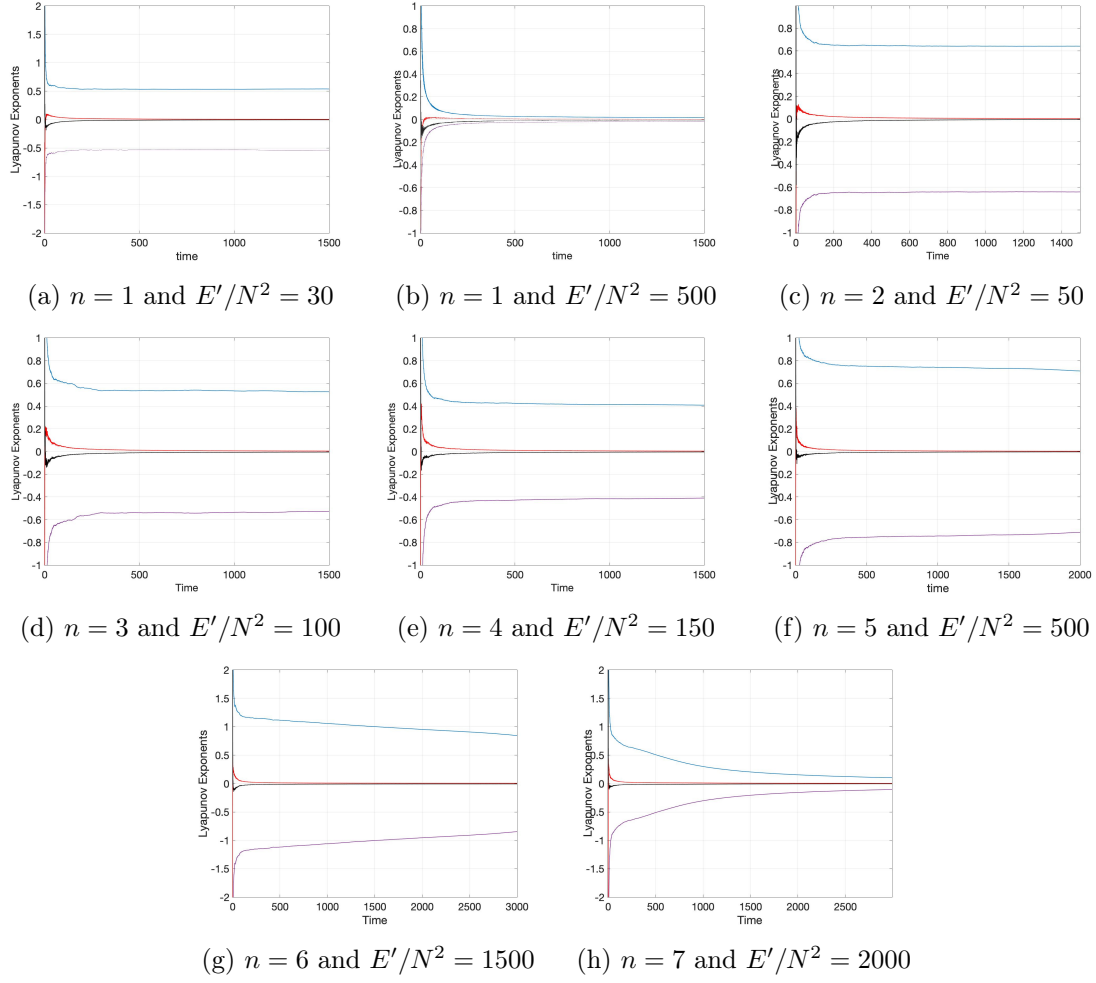 2
1.5
1
0.5
0
-0.5
-1
-1.5
-2
Lyapunov Exponents
0 500 1000 1500
time
(a) n = 1 and E′/N² = 30
1
0.8
0.6
0.4
0.2
0
-0.2
-0.4
-0.6
-0.8
-1
Lyapunov Exponents
0 500 1000 1500
time
(b) n = 1 and E′/N² = 500
1
0.8
0.6
0.4
0.2
0
-0.2
-0.4
-0.6
-0.8
-1
Lyapunov Exponents
0 200 400 600 800 1000 1200 1400
Time
(c) n = 2 and E′/N² = 50
1
0.8
0.6
0.4
0.2
0
-0.2
-0.4
-0.6
-0.8
-1
Lyapunov Exponents
0 500 1000 1500
Time
(d) n = 3 and E′/N² = 100
1
0.8
0.6
0.4
0.2
0
-0.2
-0.4
-0.6
-0.8
-1
Lyapunov Exponents
0 500 1000 1500
Time
(e) n = 4 and E′/N² = 150
1
0.8
0.6
0.4
0.2
0
-0.2
-0.4
-0.6
-0.8
-1
Lyapunov Exponents
0 500 1000 1500 2000
time
(f) n = 5 and E′/N² = 500
2
1.5
1
0.5
0
-0.5
-1
-1.5
-2
Lyapunov Exponents
0 500 1000 1500 2000 2500 3000
Time
(g) n = 6 and E′/N² = 1500
2
1.5
1
0.5
0
-0.5
-1
-1.5
-2
Lyapunov Exponents
0 500 1000 1500 2000 2500
Time
(h) n = 7 and E′/N² = 2000